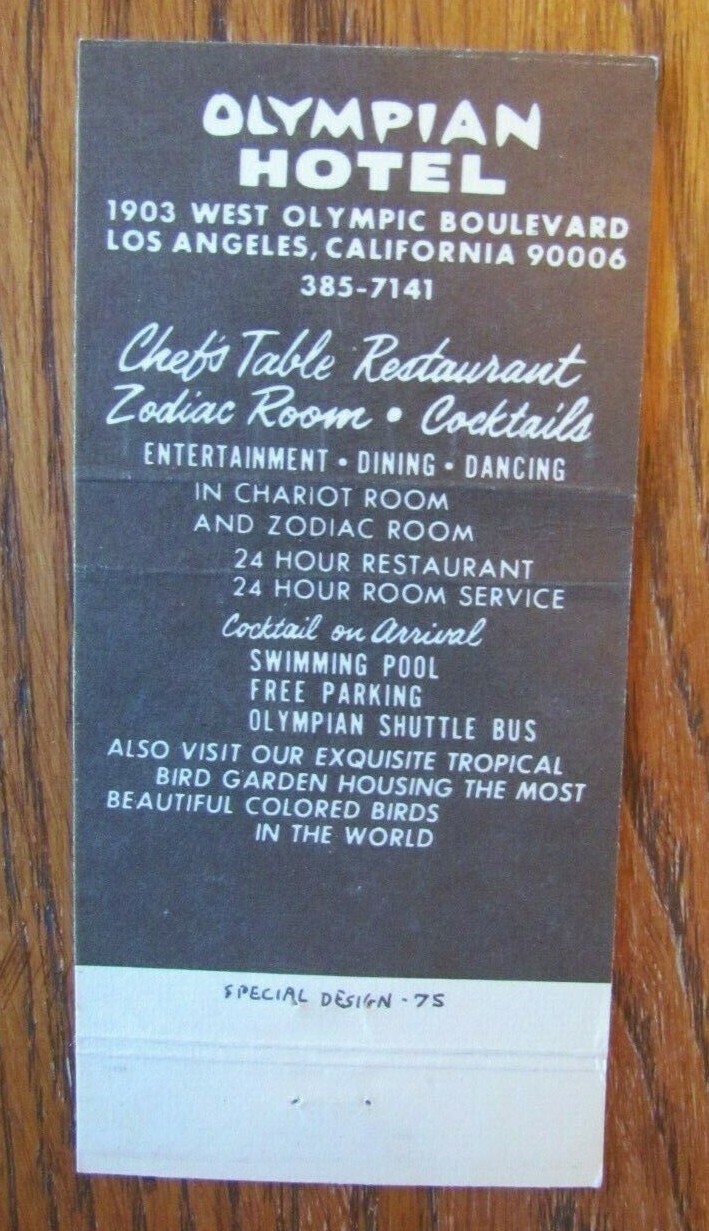 OLYMPIAN
HOTEL
1903 WEST OLYMPIC BOULEVARD
LOS ANGELES, CALIFORNIA 90006
385-7141
Chef's Table Restaurant
Zodiac Room • Cocktails
ENTERTAINMENT • DINING • DANCING
IN CHARIOT ROOM
AND ZODIAC ROOM
24 HOUR RESTAURANT
24 HOUR ROOM SERVICE
Cocktail on Arrival
SWIMMING POOL
FREE PARKING
OLYMPIAN SHUTTLE BUS
ALSO VISIT OUR EXQUISITE TROPICAL
BIRD GARDEN HOUSING THE MOST
BEAUTIFUL COLORED BIRDS
IN THE WORLD
SPECIAL DESIGN - 75